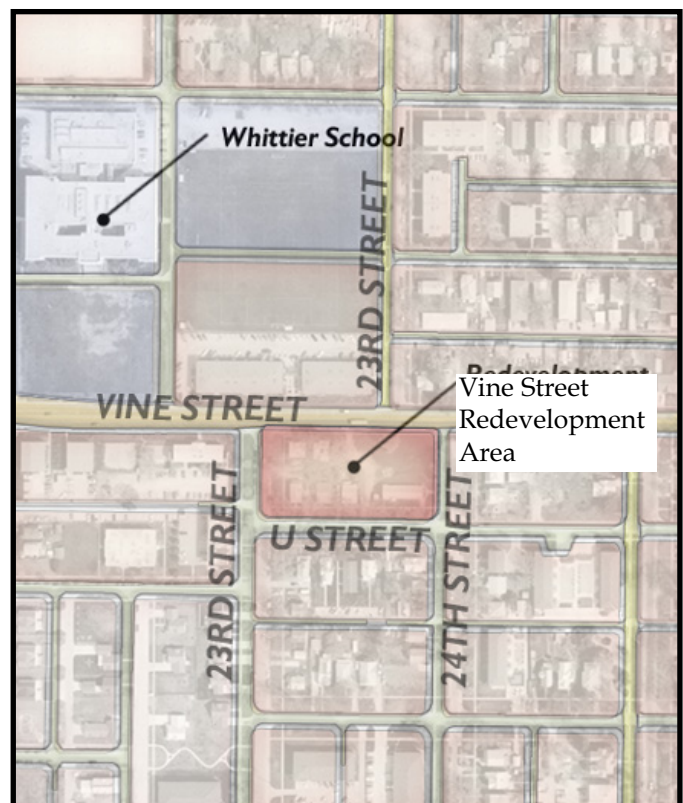 Whittier School
23RD STREET
Redevelopment
Vine Street
Redevelopment
Area
VINE STREET
23RD STREET
U STREET
24TH STREET